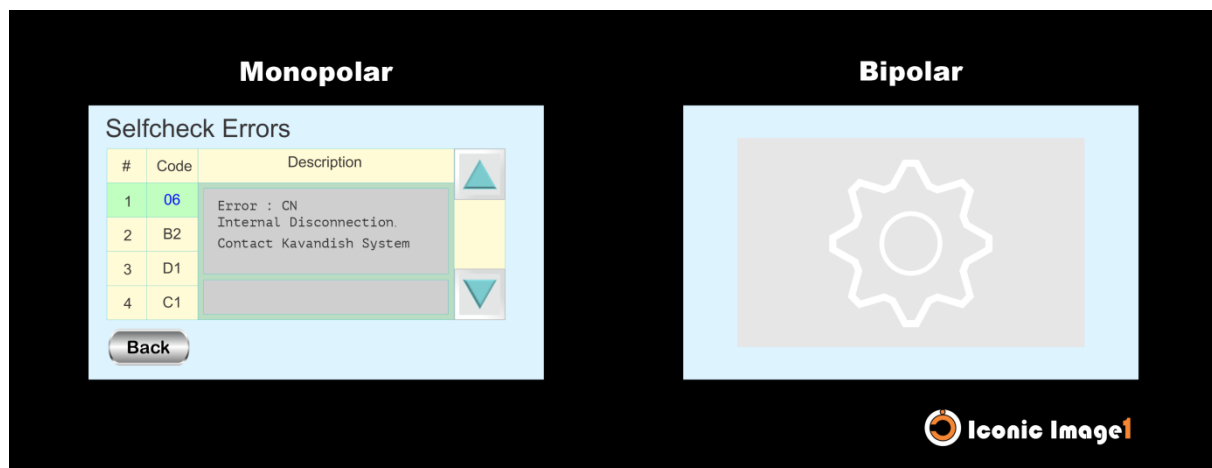 Monopolar
Bipolar
Selfcheck Errors
# Code Description
1 06
Error : CN
Internal Disconnection.
Contact Kavandish System
2 B2
3 D1
4 C1
Back
Iconic Image1